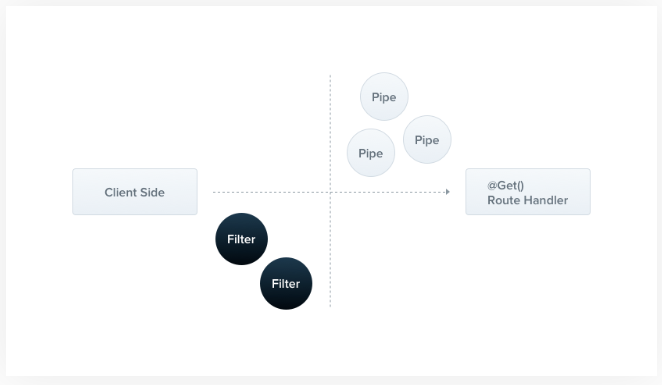 Pipe
Pipe
Pipe
Client Side
@Get()
Route Handler
Filter
Filter